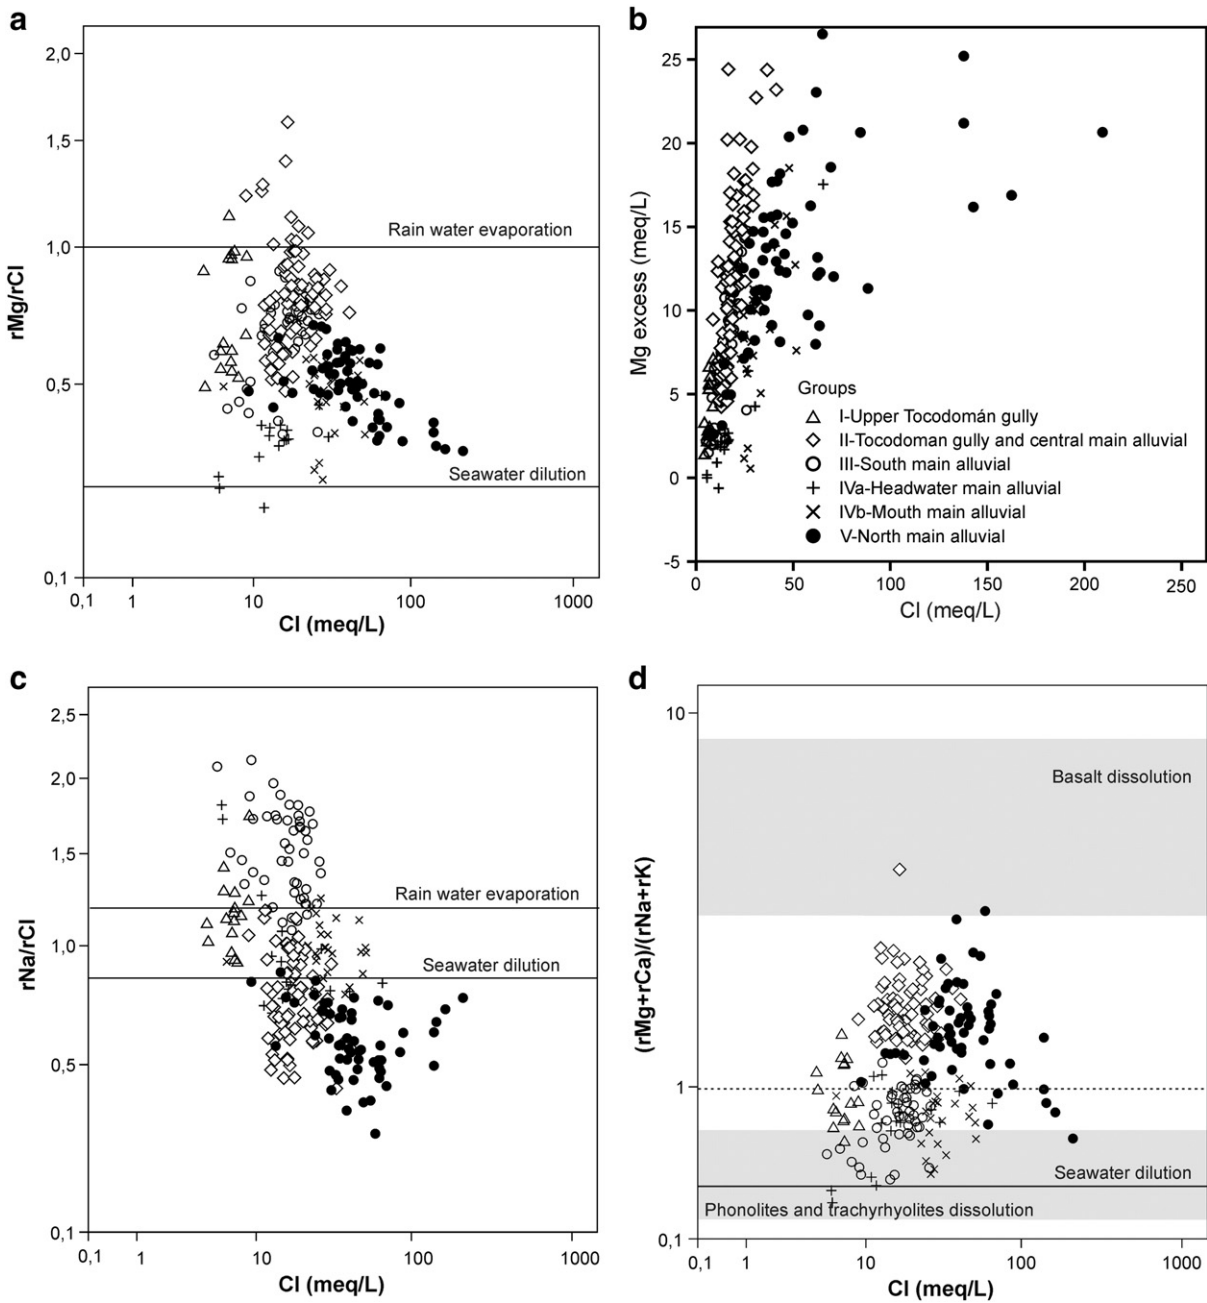 a
2,0
1,5
1,0
0,5
0,1
rMg/rCl
Rain water evaporation
Seawater dilution
0,1 1 10 100 1000
Cl (meq/L)
b
25
20
15
10
5
0
-5
Mg excess (meq/L)
Groups
I-Upper Tocodomán gully
II-Tocodoman gully and central main alluvial
III-South main alluvial
IVa-Headwater main alluvial
IVb-Mouth main alluvial
V-North main alluvial
0 50 100 150 200 250
Cl (meq/L)
c
2,5
2,0
1,5
1,0
0,5
0,1
rNa/rCl
Rain water evaporation
Seawater dilution
0,1 1 10 100 1000
Cl (meq/L)
d
10
1
0,1
(rMg+rCa)/(rNa+rK)
Basalt dissolution
Seawater dilution
Phonolites and trachyrhyolites dissolution
0,1 1 10 100 1000
Cl (meq/L)